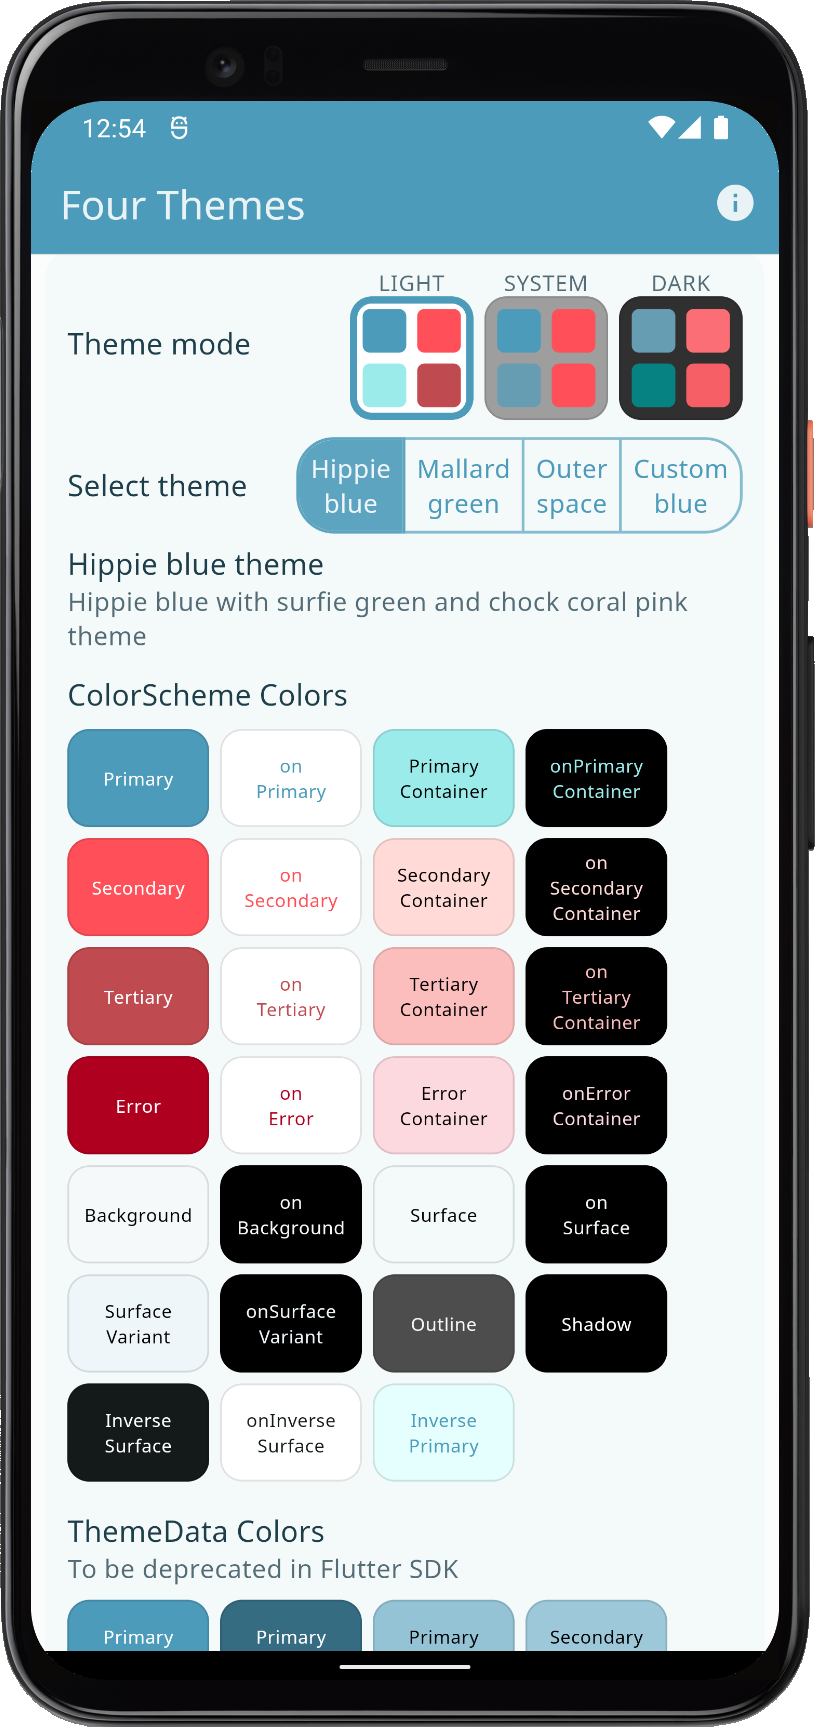 12:54
Four Themes
LIGHT SYSTEM DARK
Theme mode
Select theme
Hippie
blue
Mallard
green
Outer
space
Custom
blue
Hippie blue theme
Hippie blue with surfie green and chock coral pink
theme
ColorScheme Colors
Primary
on
Primary
Primary
Container
onPrimary
Container
Secondary
on
Secondary
Secondary
Container
on
Secondary
Container
Tertiary
on
Tertiary
Tertiary
Container
on
Tertiary
Container
Error
on
Error
Error
Container
onError
Container
Background
on
Background
Surface
on
Surface
Surface
Variant
onSurface
Variant
Outline
Shadow
Inverse
Surface
onInverse
Surface
Inverse
Primary
ThemeData Colors
To be deprecated in Flutter SDK
Primary
Primary
Primary
Secondary